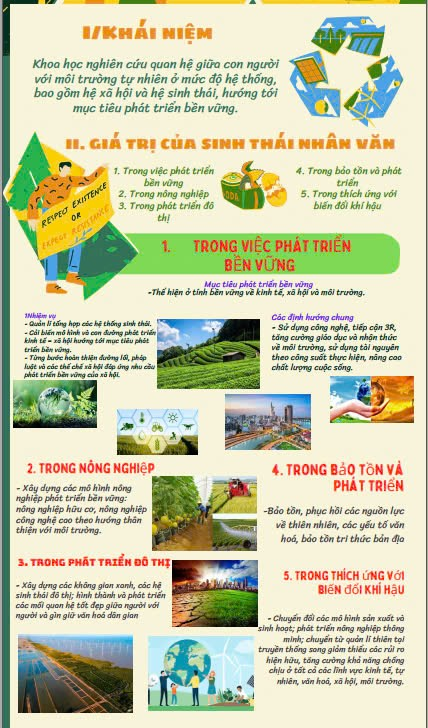 I/KHÁI NIỆM
Khoa học nghiên cứu quan hệ giữa con người
với môi trường tự nhiên ở mức độ hệ thống,
bao gồm hệ xã hội và hệ sinh thái, hướng tới
mục tiêu phát triển bền vững.
II. GIÁ TRỊ CỦA SINH THÁI NHÂN VĂN
1. Trong việc phát triển
bền vững
2. Trong nông nghiệp
3. Trong phát triển đô
thị
4. Trong bảo tồn và phát
triển
5. Trong thích ứng với
biến đổi khí hậu
RESPECT EXISTENCE
OR
EXPECT RESISTANCE
FOOD
1. TRONG VIỆC PHÁT TRIỂN
BỀN VỮNG
Mục tiêu phát triển bền vững
-Thể hiện ở tính bền vững về kinh tế, xã hội và môi trường.
1Nhiệm vụ
- Quản lí tổng hợp các hệ thống sinh thái.
- Cải biến mô hình và con đường phát triển
kinh tế – xã hội hướng tới mục tiêu phát
triển bền vững.
- Từng bước hoàn thiện đường lối, pháp
luật và các thể chế xã hội đáp ứng nhu cầu
phát triển bền vững của xã hội.
Các định hướng chung
- Sử dụng công nghệ, tiếp cận 3R,
tăng cường giáo dục và nhận thức
về môi trường, sử dụng tài nguyên
theo công suất thực hiện, nâng cao
chất lượng cuộc sống.
2. TRONG NÔNG NGHIỆP
- Xây dựng các mô hình nông
nghiệp phát triển bền vững:
nông nghiệp hữu cơ, nông nghiệp
công nghệ cao theo hướng thân
thiện với môi trường.
4. TRONG BẢO TỒN VÀ
PHÁT TRIỂN
-Bảo tồn, phục hồi các nguồn lực
về thiên nhiên, các yếu tố văn
hoá, bảo tồn tri thức bản địa
3. TRONG PHÁT TRIỂN ĐÔ THỊ
- Xây dựng các không gian xanh, các hệ
sinh thái đô thị; hình thành và phát triển
các mối quan hệ tốt đẹp giữa người với
người và gìn giữ văn hoá dân gian
5. TRONG THÍCH ỨNG VỚI
BIẾN ĐỔI KHÍ HẬU
- Chuyển đổi các mô hình sản xuất và
sinh hoạt; phát triển nông nghiệp thông
minh; chuyển từ quản lí thiên tai
truyền thống sang giảm thiểu các rủi ro
hiện hữu, tăng cường khả năng chống
chịu ở tất cả các lĩnh vực kinh tế, tự
nhiên, văn hoá, xã hội, môi trường.